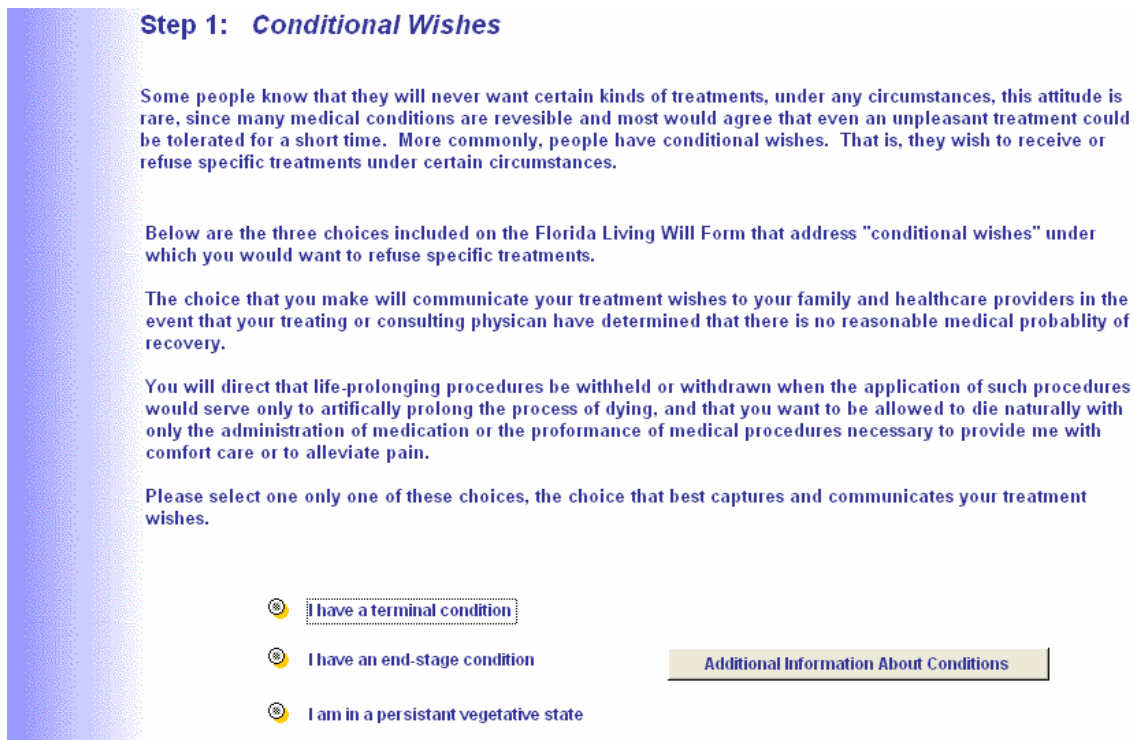 Step 1: Conditional Wishes
Some people know that they will never want certain kinds of treatments, under any circumstances, this attitude is
rare, since many medical conditions are revesible and most would agree that even an unpleasant treatment could
be tolerated for a short time. More commonly, people have conditional wishes. That is, they wish to receive or
refuse specific treatments under certain circumstances.
Below are the three choices included on the Florida Living Will Form that address "conditional wishes" under
which you would want to refuse specific treatments.
The choice that you make will communicate your treatment wishes to your family and healthcare providers in the
event that your treating or consulting physican have determined that there is no reasonable medical probablity of
recovery.
You will direct that life-prolonging procedures be withheld or withdrawn when the application of such procedures
would serve only to artifically prolong the process of dying, and that you want to be allowed to die naturally with
only the administration of medication or the proformance of medical procedures necessary to provide me with
comfort care or to alleviate pain.
Please select one only one of these choices, the choice that best captures and communicates your treatment
wishes.
I have a terminal condition
I have an end-stage condition
Additional Information About Conditions
I am in a persistant vegetative state